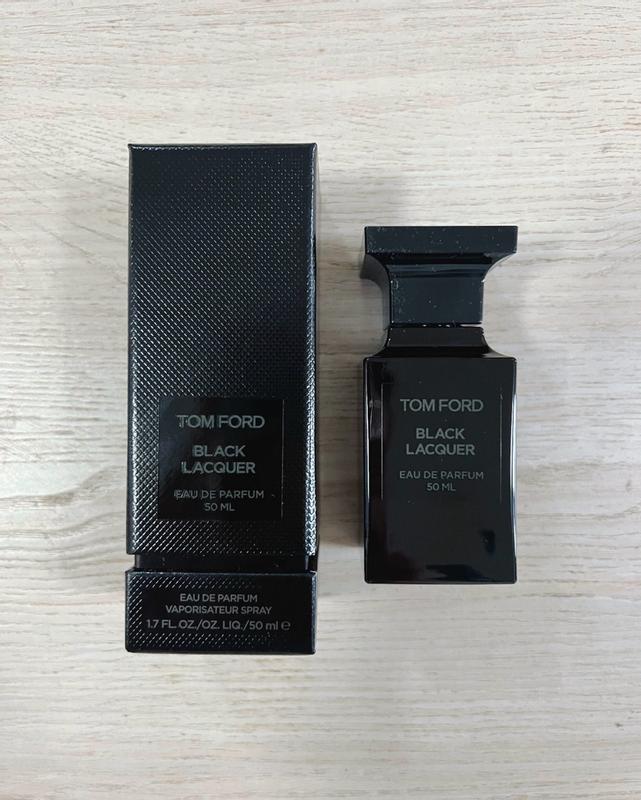 TOM FORD
BLACK
LACQUER
EAU DE PARFUM
50 ML
EAU DE PARFUM
VAPORISATEUR SPRAY
1.7 FL.OZ./OZ. LIQ./50 ml ℮
TOM FORD
BLACK
LACQUER
EAU DE PARFUM
50 ML